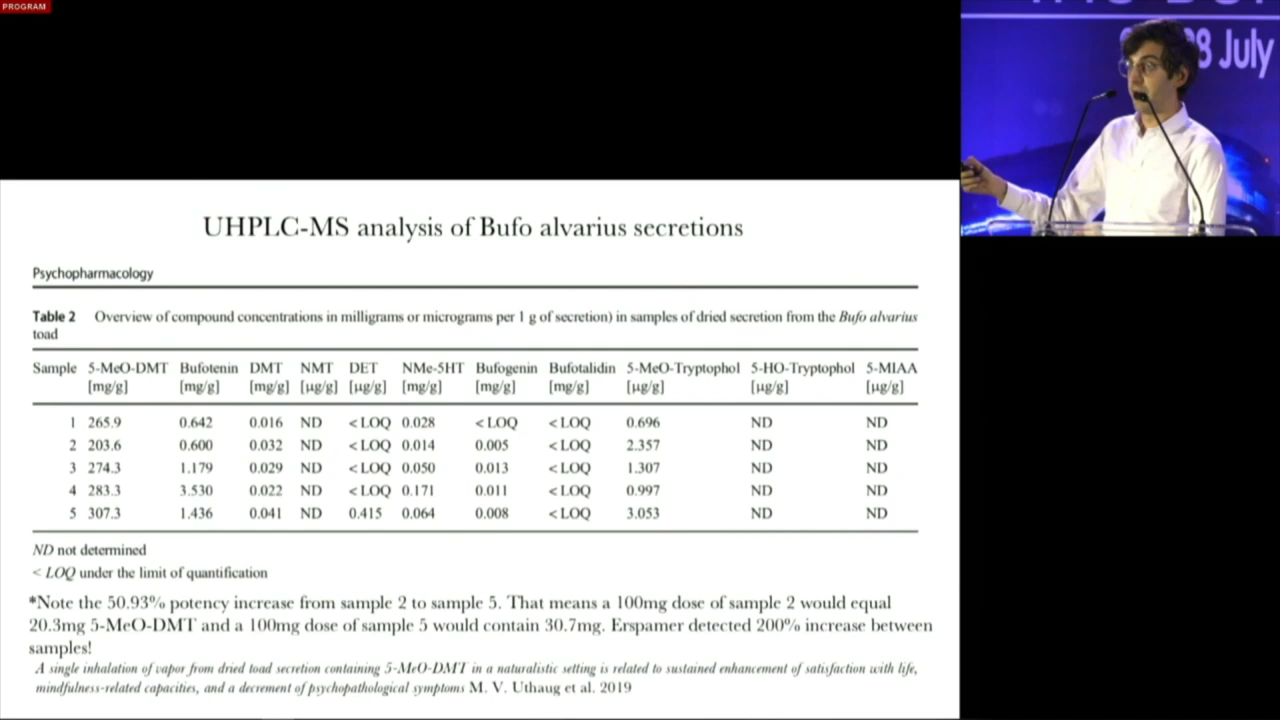 PROGRAM
8 July
UHPLC-MS analysis of Bufo alvarius secretions
Psychopharmacology
Table 2 Overview of compound concentrations in milligrams or micrograms per 1 g of secretion) in samples of dried secretion from the Bufo alvarius
toad
Sample 5-MeO-DMT Bufotenin DMT NMT DET NMe-5HT Bufogenin Bufotalidin 5-MeO-Tryptophol 5-HO-Tryptophol 5-MIAA
[mg/g] [mg/g] [mg/g] [µg/g] [µg/g] [mg/g] [mg/g] [mg/g] [µg/g] [µg/g] [µg/g]
1 265.9 0.642 0.016 ND <LOQ 0.028 <LOQ <LOQ 0.696 ND ND
2 203.6 0.600 0.032 ND <LOQ 0.014 0.005 <LOQ 2.357 ND ND
3 274.3 1.179 0.029 ND <LOQ 0.050 0.013 <LOQ 1.307 ND ND
4 283.3 3.530 0.022 ND <LOQ 0.171 0.011 <LOQ 0.997 ND ND
5 307.3 1.436 0.041 ND 0.415 0.064 0.008 <LOQ 3.053 ND ND
ND not determined
< LOQ under the limit of quantification
*Note the 50.93% potency increase from sample 2 to sample 5. That means a 100mg dose of sample 2 would equal
20.3mg 5-MeO-DMT and a 100mg dose of sample 5 would contain 30.7mg. Erspamer detected 200% increase between
samples!
A single inhalation of vapor from dried toad secretion containing 5-MeO-DMT in a naturalistic setting is related to sustained enhancement of satisfaction with life,
mindfulness-related capacities, and a decrement of psychopathological symptoms M. V. Uthaug et al. 2019